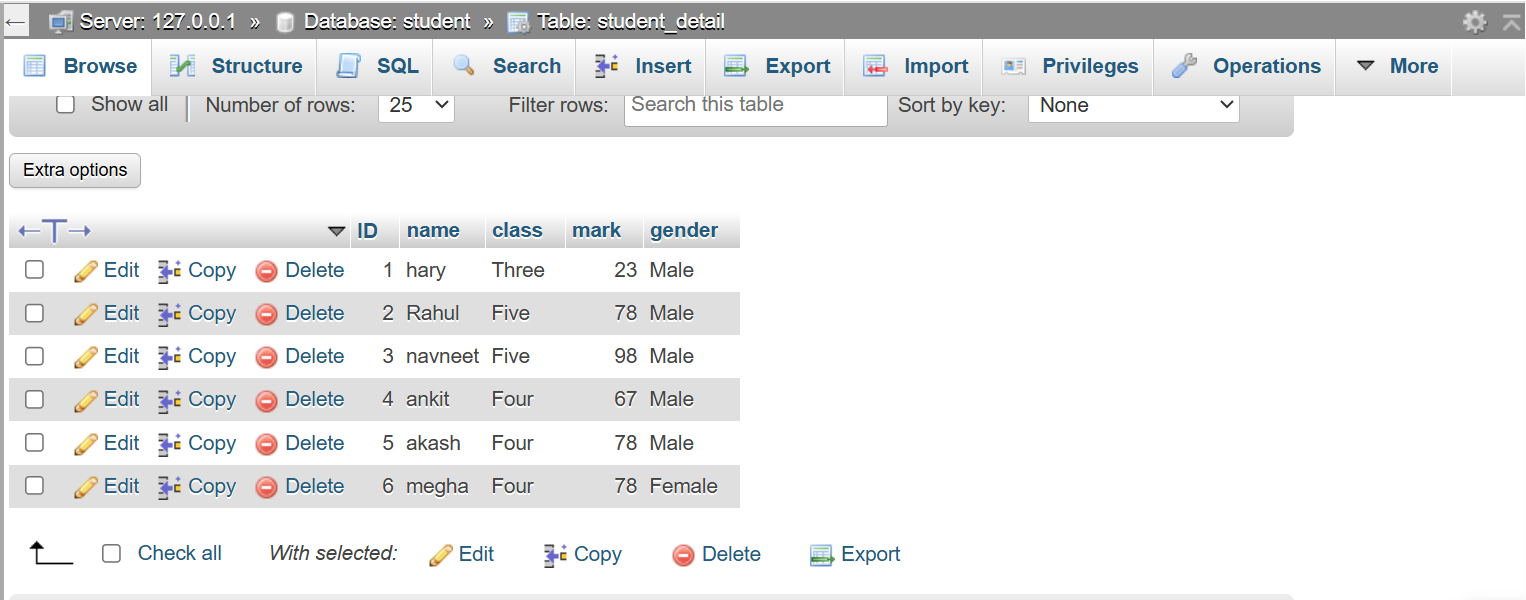 ← Server: 127.0.0.1 » Database: student » Table: student_detail
Browse Structure SQL Search Insert Export Import Privileges Operations More
Show all Number of rows: 25 Filter rows: Search this table Sort by key: None
Extra options
←T→ ID name class mark gender
Edit Copy Delete 1 hary Three 23 Male
Edit Copy Delete 2 Rahul Five 78 Male
Edit Copy Delete 3 navneet Five 98 Male
Edit Copy Delete 4 ankit Four 67 Male
Edit Copy Delete 5 akash Four 78 Male
Edit Copy Delete 6 megha Four 78 Female
Check all With selected: Edit Copy Delete Export